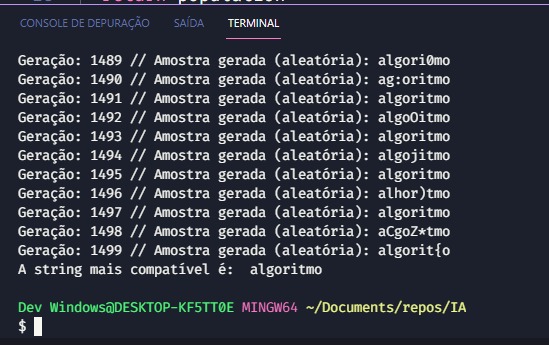 CONSOLE DE DEPURAÇÃO SAÍDA TERMINAL
Geração: 1489 // Amostra gerada (aleatória): algori0mo
Geração: 1490 // Amostra gerada (aleatória): ag:oritmo
Geração: 1491 // Amostra gerada (aleatória): algoritmo
Geração: 1492 // Amostra gerada (aleatória): algoOitmo
Geração: 1493 // Amostra gerada (aleatória): algoritmo
Geração: 1494 // Amostra gerada (aleatória): algojitmo
Geração: 1495 // Amostra gerada (aleatória): algoritmo
Geração: 1496 // Amostra gerada (aleatória): alhor)tmo
Geração: 1497 // Amostra gerada (aleatória): algoritmo
Geração: 1498 // Amostra gerada (aleatória): aCgoZ*tmo
Geração: 1499 // Amostra gerada (aleatória): algorit{o
A string mais compatível é:  algoritmo
Dev Windows@DESKTOP-KF5TT0E MINGW64 ~/Documents/repos/IA
$